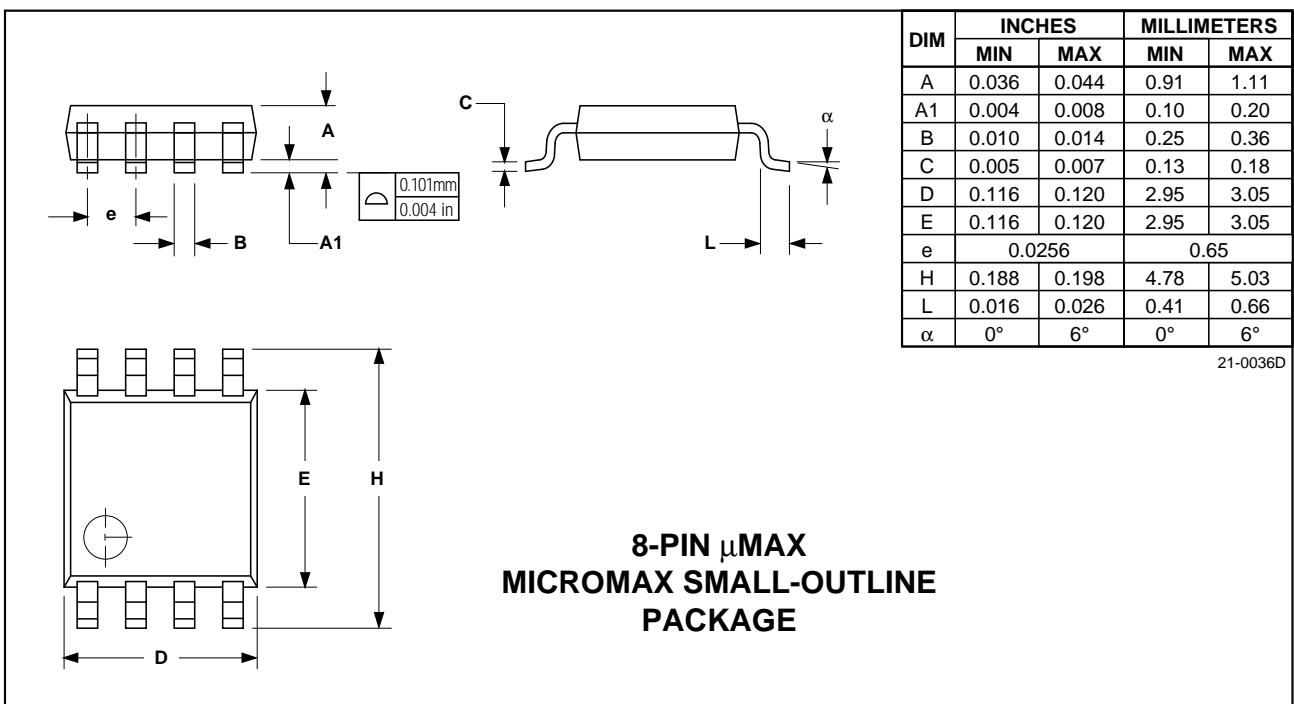 DIM INCHES MILLIMETERS
MIN MAX MIN MAX
A 0.036 0.044 0.91 1.11
A1 0.004 0.008 0.10 0.20
B 0.010 0.014 0.25 0.36
C 0.005 0.007 0.13 0.18
D 0.116 0.120 2.95 3.05
E 0.116 0.120 2.95 3.05
e 0.0256 0.65
H 0.188 0.198 4.78 5.03
L 0.016 0.026 0.41 0.66
α 0° 6° 0° 6°
21-0036D
A
C
α
0.101mm
0.004 in
e
B
A1
L
E
H
D
8-PIN µMAX
MICROMAX SMALL-OUTLINE
PACKAGE